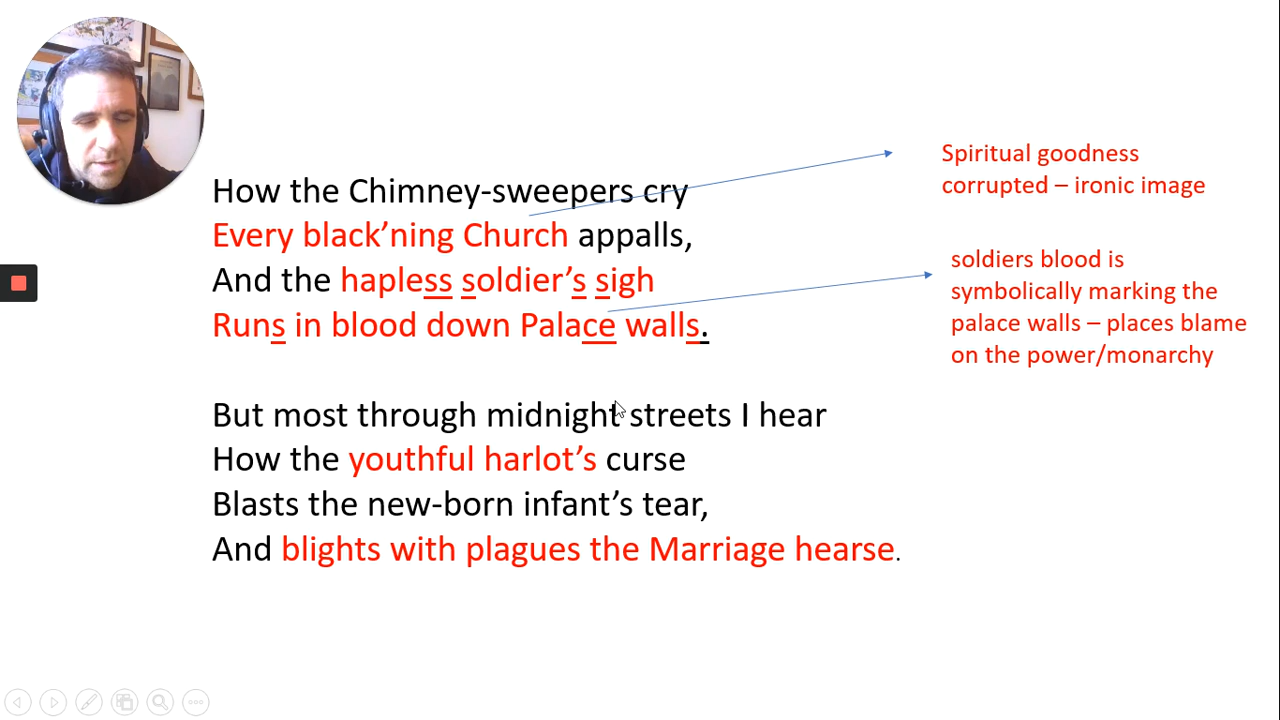 How the Chimney-sweepers cry
Every black’ning Church appalls,
And the hapless soldier’s sigh
Runs in blood down Palace walls.
But most through midnight streets I hear
How the youthful harlot’s curse
Blasts the new-born infant’s tear,
And blights with plagues the Marriage hearse.
Spiritual goodness
corrupted – ironic image
soldiers blood is
symbolically marking the
palace walls – places blame
on the power/monarchy